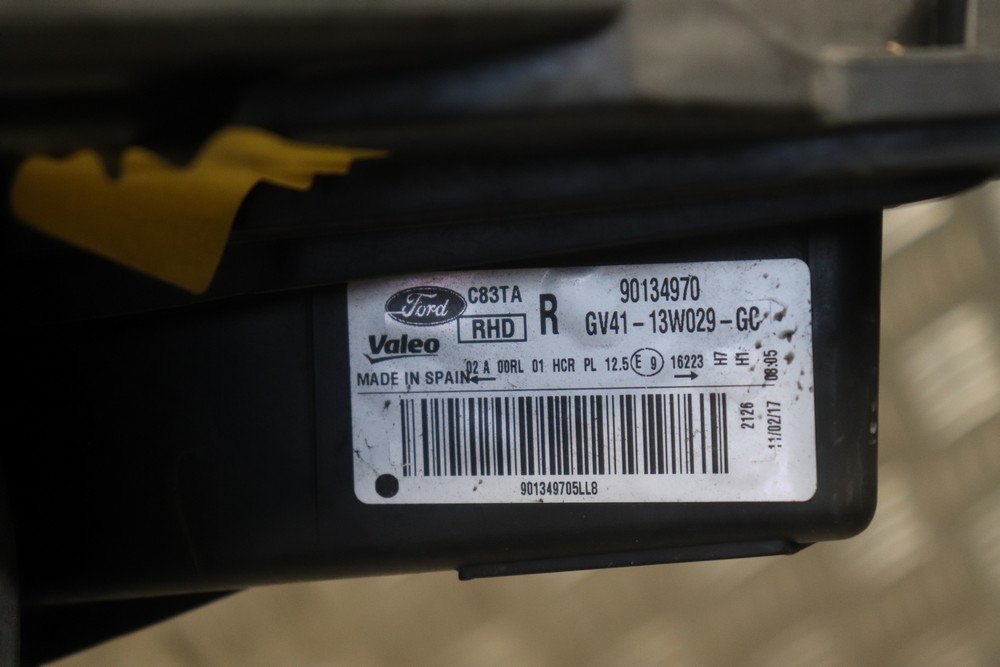 Ford C83TA
RHD
R
90134970
GV41-13W029-GC
Valeo
02 A 00RL 01 HCR PL 12.5 E 9 16223 H7 H1
MADE IN SPAIN
08:05
2126
11/02/17
901349705LL8